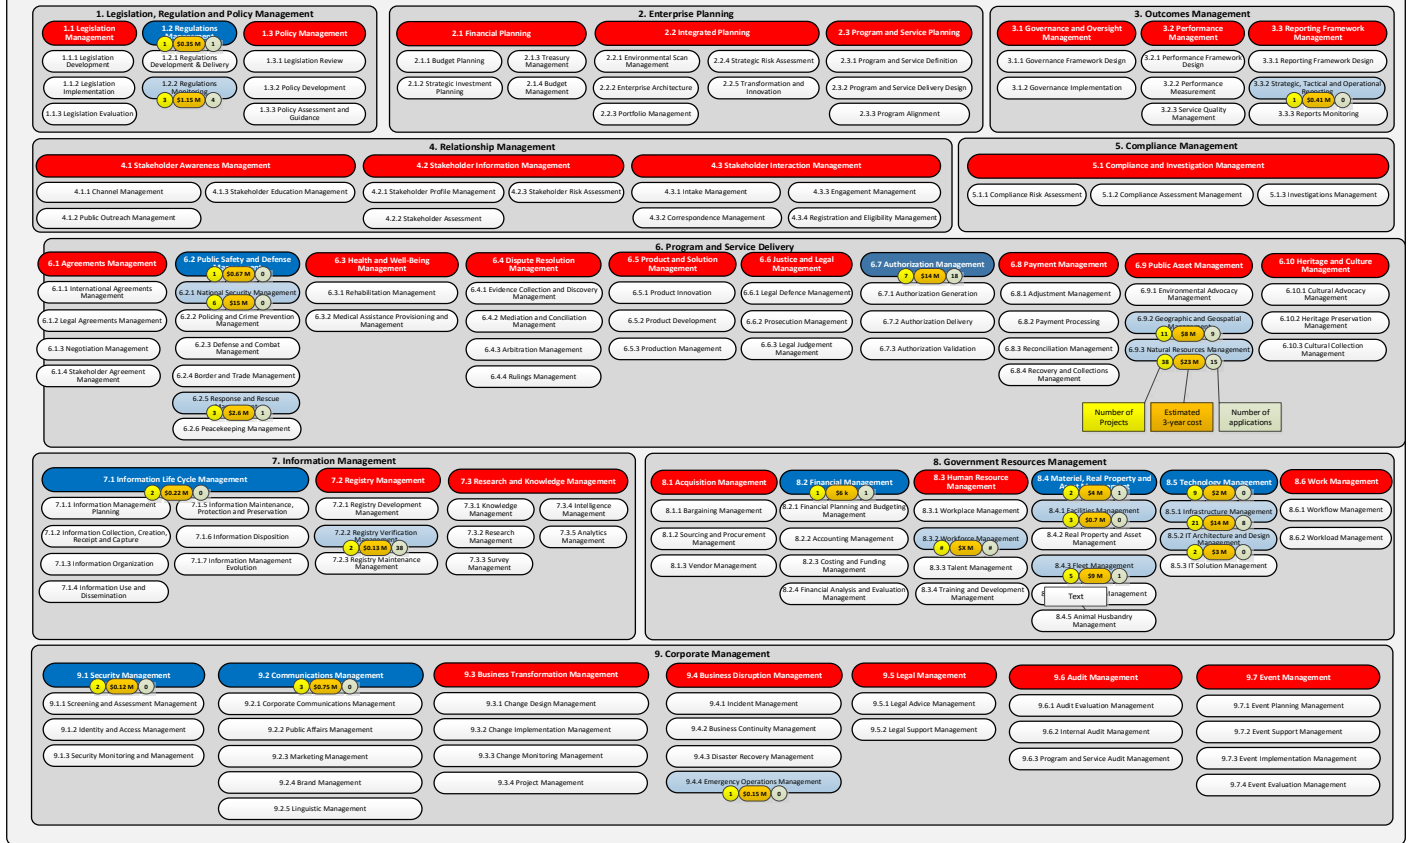 1. Legislation, Regulation and Policy Management
1.1 Legislation
Management
1.1.1 Legislation
Development
1.1.2 Legislation
Implementation
1.1.3 Legislation Evaluation
1.2 Regulations
1 $0.35 M 1
1.2.1 Regulations
Development & Delivery
1.2.2 Regulations
3 $1.15 M 4
1.3 Policy Management
1.3.1 Legislation Review
1.3.2 Policy Development
1.3.3 Policy Assessment and
Guidance
2. Enterprise Planning
2.1 Financial Planning
2.1.1 Budget Planning
2.1.2 Strategic Investment
Planning
2.1.3 Treasury
Management
2.1.4 Budget
Management
2.2 Integrated Planning
2.2.1 Environmental Scan
Management
2.2.2 Enterprise Architecture
2.2.3 Portfolio Management
2.2.4 Strategic Risk Assessment
2.2.5 Transformation and
Innovation
2.3 Program and Service Planning
2.3.1 Program and Service Definition
2.3.2 Program and Service Delivery Design
2.3.3 Program Alignment
3. Outcomes Management
3.1 Governance and Oversight
Management
3.1.1 Governance Framework Design
3.1.2 Governance Implementation
3.2 Performance
Management
3.2.1 Performance Framework
Design
3.2.2 Performance
Measurement
3.2.3 Service Quality
Management
3.3 Reporting Framework
Management
3.3.1 Reporting Framework Design
3.3.2 Strategic, Tactical and Operational
1 $0.41 M 0
3.3.3 Reports Monitoring
4. Relationship Management
4.1 Stakeholder Awareness Management
4.1.1 Channel Management
4.1.2 Public Outreach Management
4.1.3 Stakeholder Education Management
4.2 Stakeholder Information Management
4.2.1 Stakeholder Profile Management
4.2.2 Stakeholder Assessment
4.2.3 Stakeholder Risk Assessment
4.3 Stakeholder Interaction Management
4.3.1 Intake Management
4.3.2 Correspondence Management
4.3.3 Engagement Management
4.3.4 Registration and Eligibility Management
5. Compliance Management
5.1 Compliance and Investigation Management
5.1.1 Compliance Risk Assessment
5.1.2 Compliance Assessment Management
5.1.3 Investigations Management
6. Program and Service Delivery
6.1 Agreements Management
6.1.1 International Agreements
Management
6.1.2 Legal Agreements Management
6.1.3 Negotiation Management
6.1.4 Stakeholder Agreement
Management
6.2 Public Safety and Defense
1 $0.67 M 0
6.2.1 National Security Management
6 $15 M 0
6.2.2 Policing and Crime Prevention
Management
6.2.3 Defense and Combat
Management
6.2.4 Border and Trade Management
6.2.5 Response and Rescue
3 $2.6 M 1
6.2.6 Peacekeeping Management
6.3 Health and Well-Being
Management
6.3.1 Rehabilitation Management
6.3.2 Medical Assistance Provisioning and
Management
6.4 Dispute Resolution
Management
6.4.1 Evidence Collection and Discovery
Management
6.4.2 Mediation and Conciliation
Management
6.4.3 Arbitration Management
6.4.4 Rulings Management
6.5 Product and Solution
Management
6.5.1 Product Innovation
6.5.2 Product Development
6.5.3 Production Management
6.6 Justice and Legal
Management
6.6.1 Legal Defence Management
6.6.2 Prosecution Management
6.6.3 Legal Judgement
Management
6.7 Authorization Management
7 $14 M 18
6.7.1 Authorization Generation
6.7.2 Authorization Delivery
6.7.3 Authorization Validation
6.8 Payment Management
6.8.1 Adjustment Management
6.8.2 Payment Processing
6.8.3 Reconciliation Management
6.8.4 Recovery and Collections
Management
6.9 Public Asset Management
6.9.1 Environmental Advocacy
Management
6.9.2 Geographic and Geospatial
11 $8 M 9
6.9.3 Natural Resources Management
38 $23 M 15
6.10 Heritage and Culture
Management
6.10.1 Cultural Advocacy
Management
6.10.2 Heritage Preservation
Management
6.10.3 Cultural Collection
Management
Number of
Projects
Estimated
3-year cost
Number of
applications
7. Information Management
7.1 Information Life Cycle Management
2 $0.22 M 0
7.1.1 Information Management
Planning
7.1.2 Information Collection, Creation,
Receipt and Capture
7.1.3 Information Organization
7.1.4 Information Use and
Dissemination
7.1.5 Information Maintenance,
Protection and Preservation
7.1.6 Information Disposition
7.1.7 Information Management
Evolution
7.2 Registry Management
7.2.1 Registry Development
Management
7.2.2 Registry Verification
2 $0.13 M 38
7.2.3 Registry Maintenance
Management
7.3 Research and Knowledge Management
7.3.1 Knowledge
Management
7.3.2 Research
Management
7.3.3 Survey
Management
7.3.4 Intelligence
Management
7.3.5 Analytics
Management
8. Government Resources Management
8.1 Acquisition Management
8.1.1 Bargaining Management
8.1.2 Sourcing and Procurement
Management
8.1.3 Vendor Management
8.2 Financial Management
1 $6 k 1
8.2.1 Financial Planning and Budgeting
Management
8.2.2 Accounting Management
8.2.3 Costing and Funding
Management
8.2.4 Financial Analysis and Evaluation
Management
8.3 Human Resource
Management
8.3.1 Workplace Management
8.3.2 Workforce Management
# $X M #
8.3.3 Talent Management
8.3.4 Training and Development
Management
8.4 Materiel, Real Property and
2 $4 M 1
8.4.1 Facilities Management
3 $0.7 M 0
8.4.2 Real Property and Asset
Management
8.4.3 Fleet Management
5 $9 M 1
Text
8.4.5 Animal Husbandry
Management
8.5 Technology Management
9 $2 M 0
8.5.1 Infrastructure Management
21 $14 M 8
8.5.2 IT Architecture and Design
2 $3 M 0
8.5.3 IT Solution Management
8.6 Work Management
8.6.1 Workflow Management
8.6.2 Workload Management
9. Corporate Management
9.1 Security Management
2 $0.12 M 0
9.1.1 Screening and Assessment Management
9.1.2 Identity and Access Management
9.1.3 Security Monitoring and Management
9.2 Communications Management
3 $0.75 M 0
9.2.1 Corporate Communications Management
9.2.2 Public Affairs Management
9.2.3 Marketing Management
9.2.4 Brand Management
9.2.5 Linguistic Management
9.3 Business Transformation Management
9.3.1 Change Design Management
9.3.2 Change Implementation Management
9.3.3 Change Monitoring Management
9.3.4 Project Management
9.4 Business Disruption Management
9.4.1 Incident Management
9.4.2 Business Continuity Management
9.4.3 Disaster Recovery Management
9.4.4 Emergency Operations Management
1 $0.15 M 0
9.5 Legal Management
9.5.1 Legal Advice Management
9.5.2 Legal Support Management
9.6 Audit Management
9.6.1 Audit Evaluation Management
9.6.2 Internal Audit Management
9.6.3 Program and Service Audit Management
9.7 Event Management
9.7.1 Event Planning Management
9.7.2 Event Support Management
9.7.3 Event Implementation Management
9.7.4 Event Evaluation Management